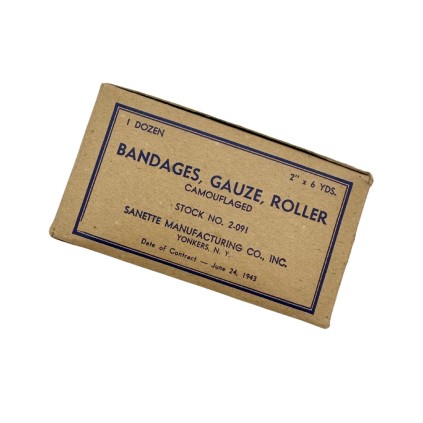 1 DOZEN 2" x 6 YDS.
BANDAGES, GAUZE, ROLLER
CAMOUFLAGED
STOCK NO. 2-091
SANETTE MANUFACTURING CO., INC.
YONKERS, N. Y.
Date of Contract — June 24, 1943